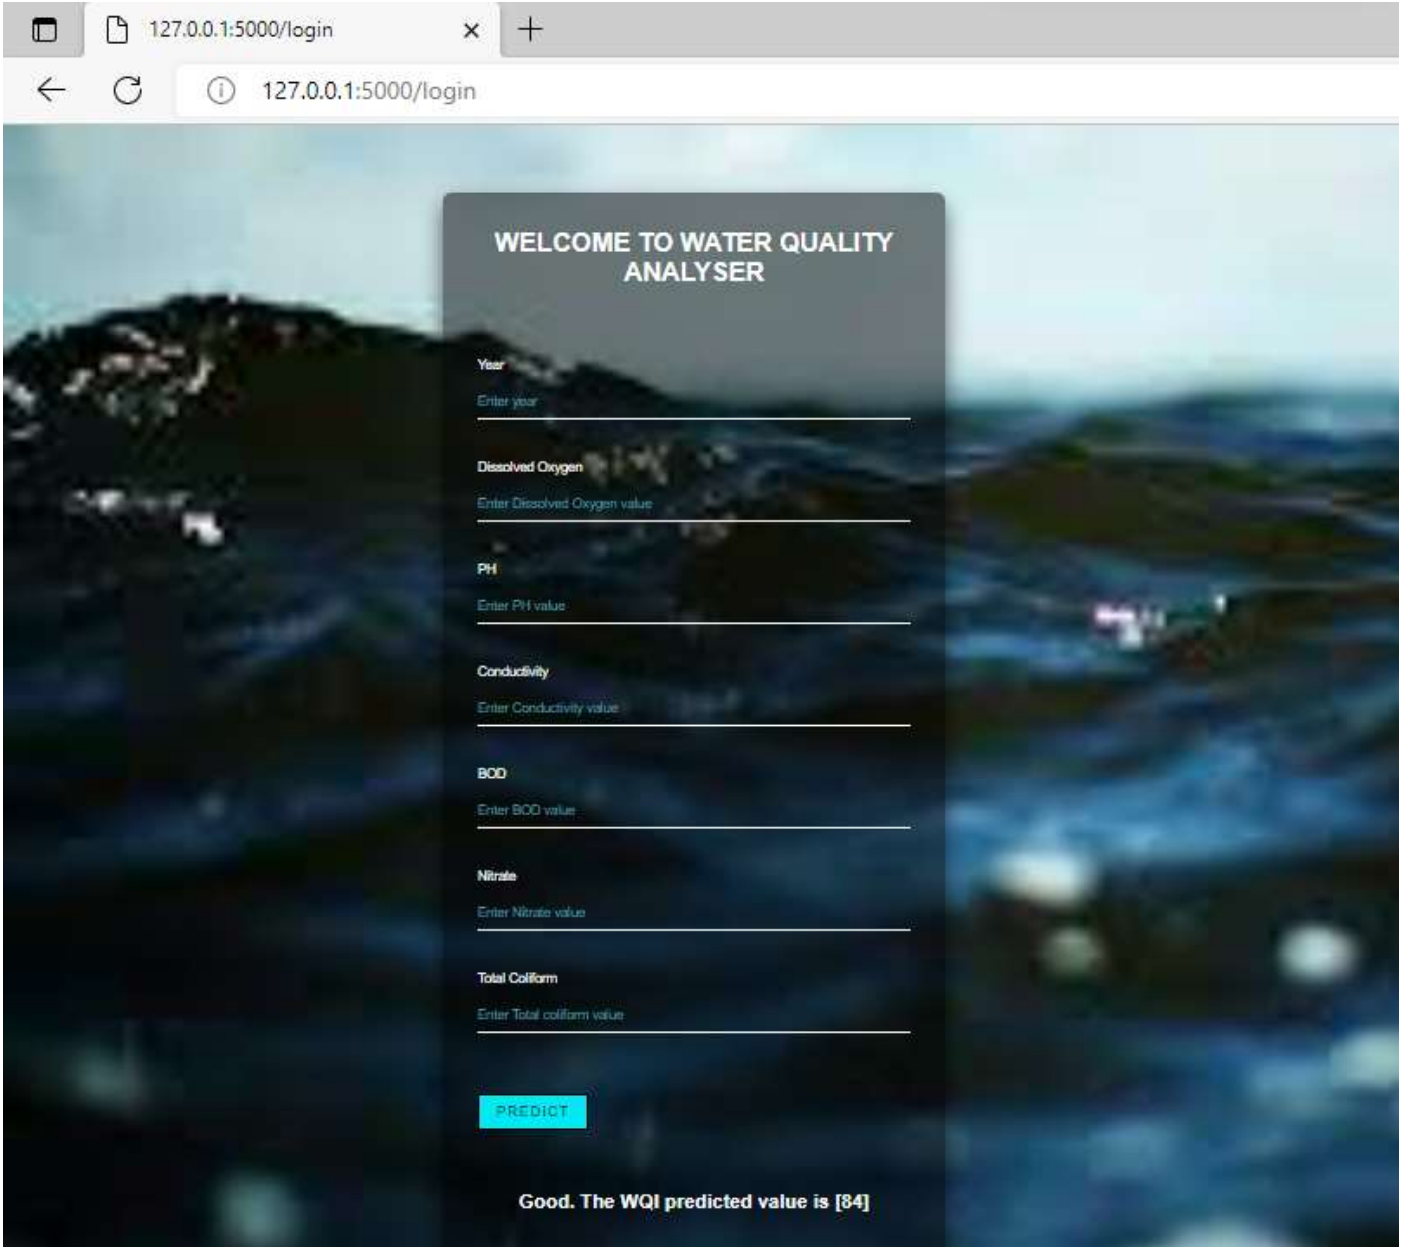 127.0.0.1:5000/login
127.0.0.1:5000/login
WELCOME TO WATER QUALITY
ANALYSER
Year
Enter year
Dissolved Oxygen
Enter Dissolved Oxygen value
PH
Enter PH value
Conductivity
Enter Conductivity value
BOD
Enter BOD value
Nitrate
Enter Nitrate value
Total Coliform
Enter Total coliform value
PREDICT
Good. The WQI predicted value is [84]